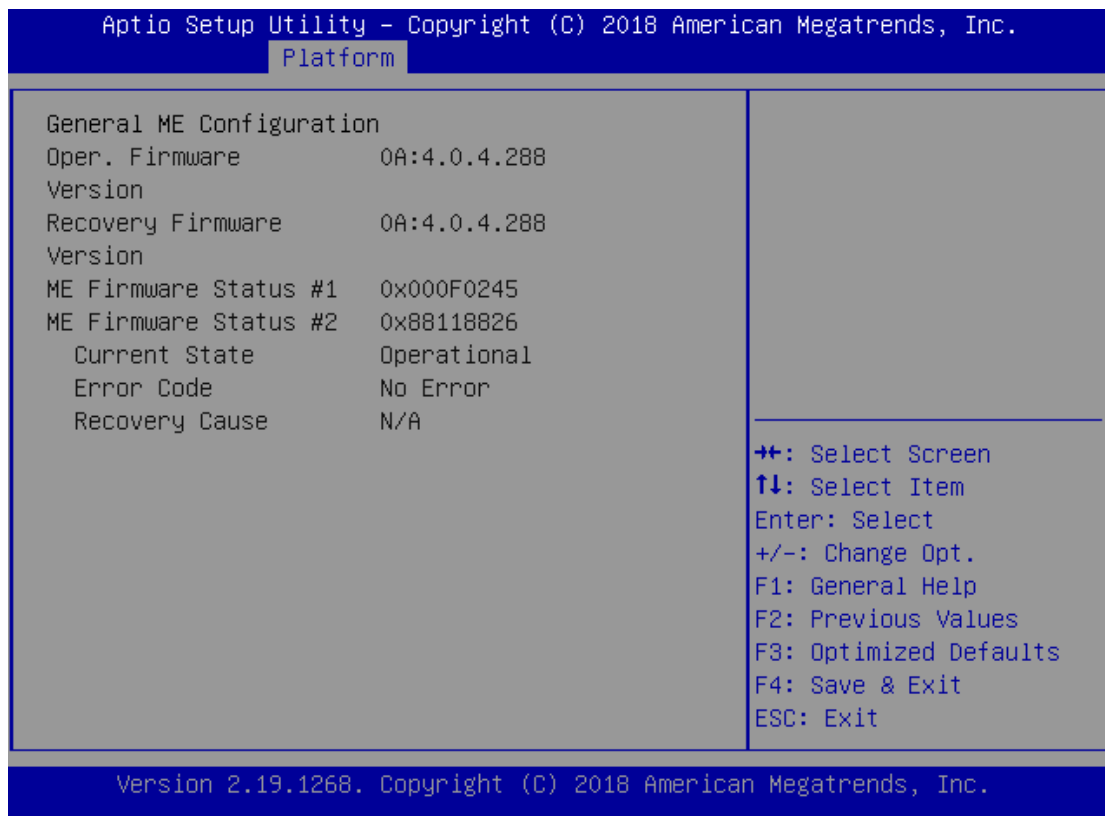 Aptio Setup Utility – Copyright (C) 2018 American Megatrends, Inc.
Platform
General ME Configuration
Oper. Firmware 0A:4.0.4.288
Version
Recovery Firmware 0A:4.0.4.288
Version
ME Firmware Status #1 0x000F0245
ME Firmware Status #2 0x88118826
Current State Operational
Error Code No Error
Recovery Cause N/A
→←: Select Screen
↑↓: Select Item
Enter: Select
+/-: Change Opt.
F1: General Help
F2: Previous Values
F3: Optimized Defaults
F4: Save & Exit
ESC: Exit
Version 2.19.1268. Copyright (C) 2018 American Megatrends, Inc.